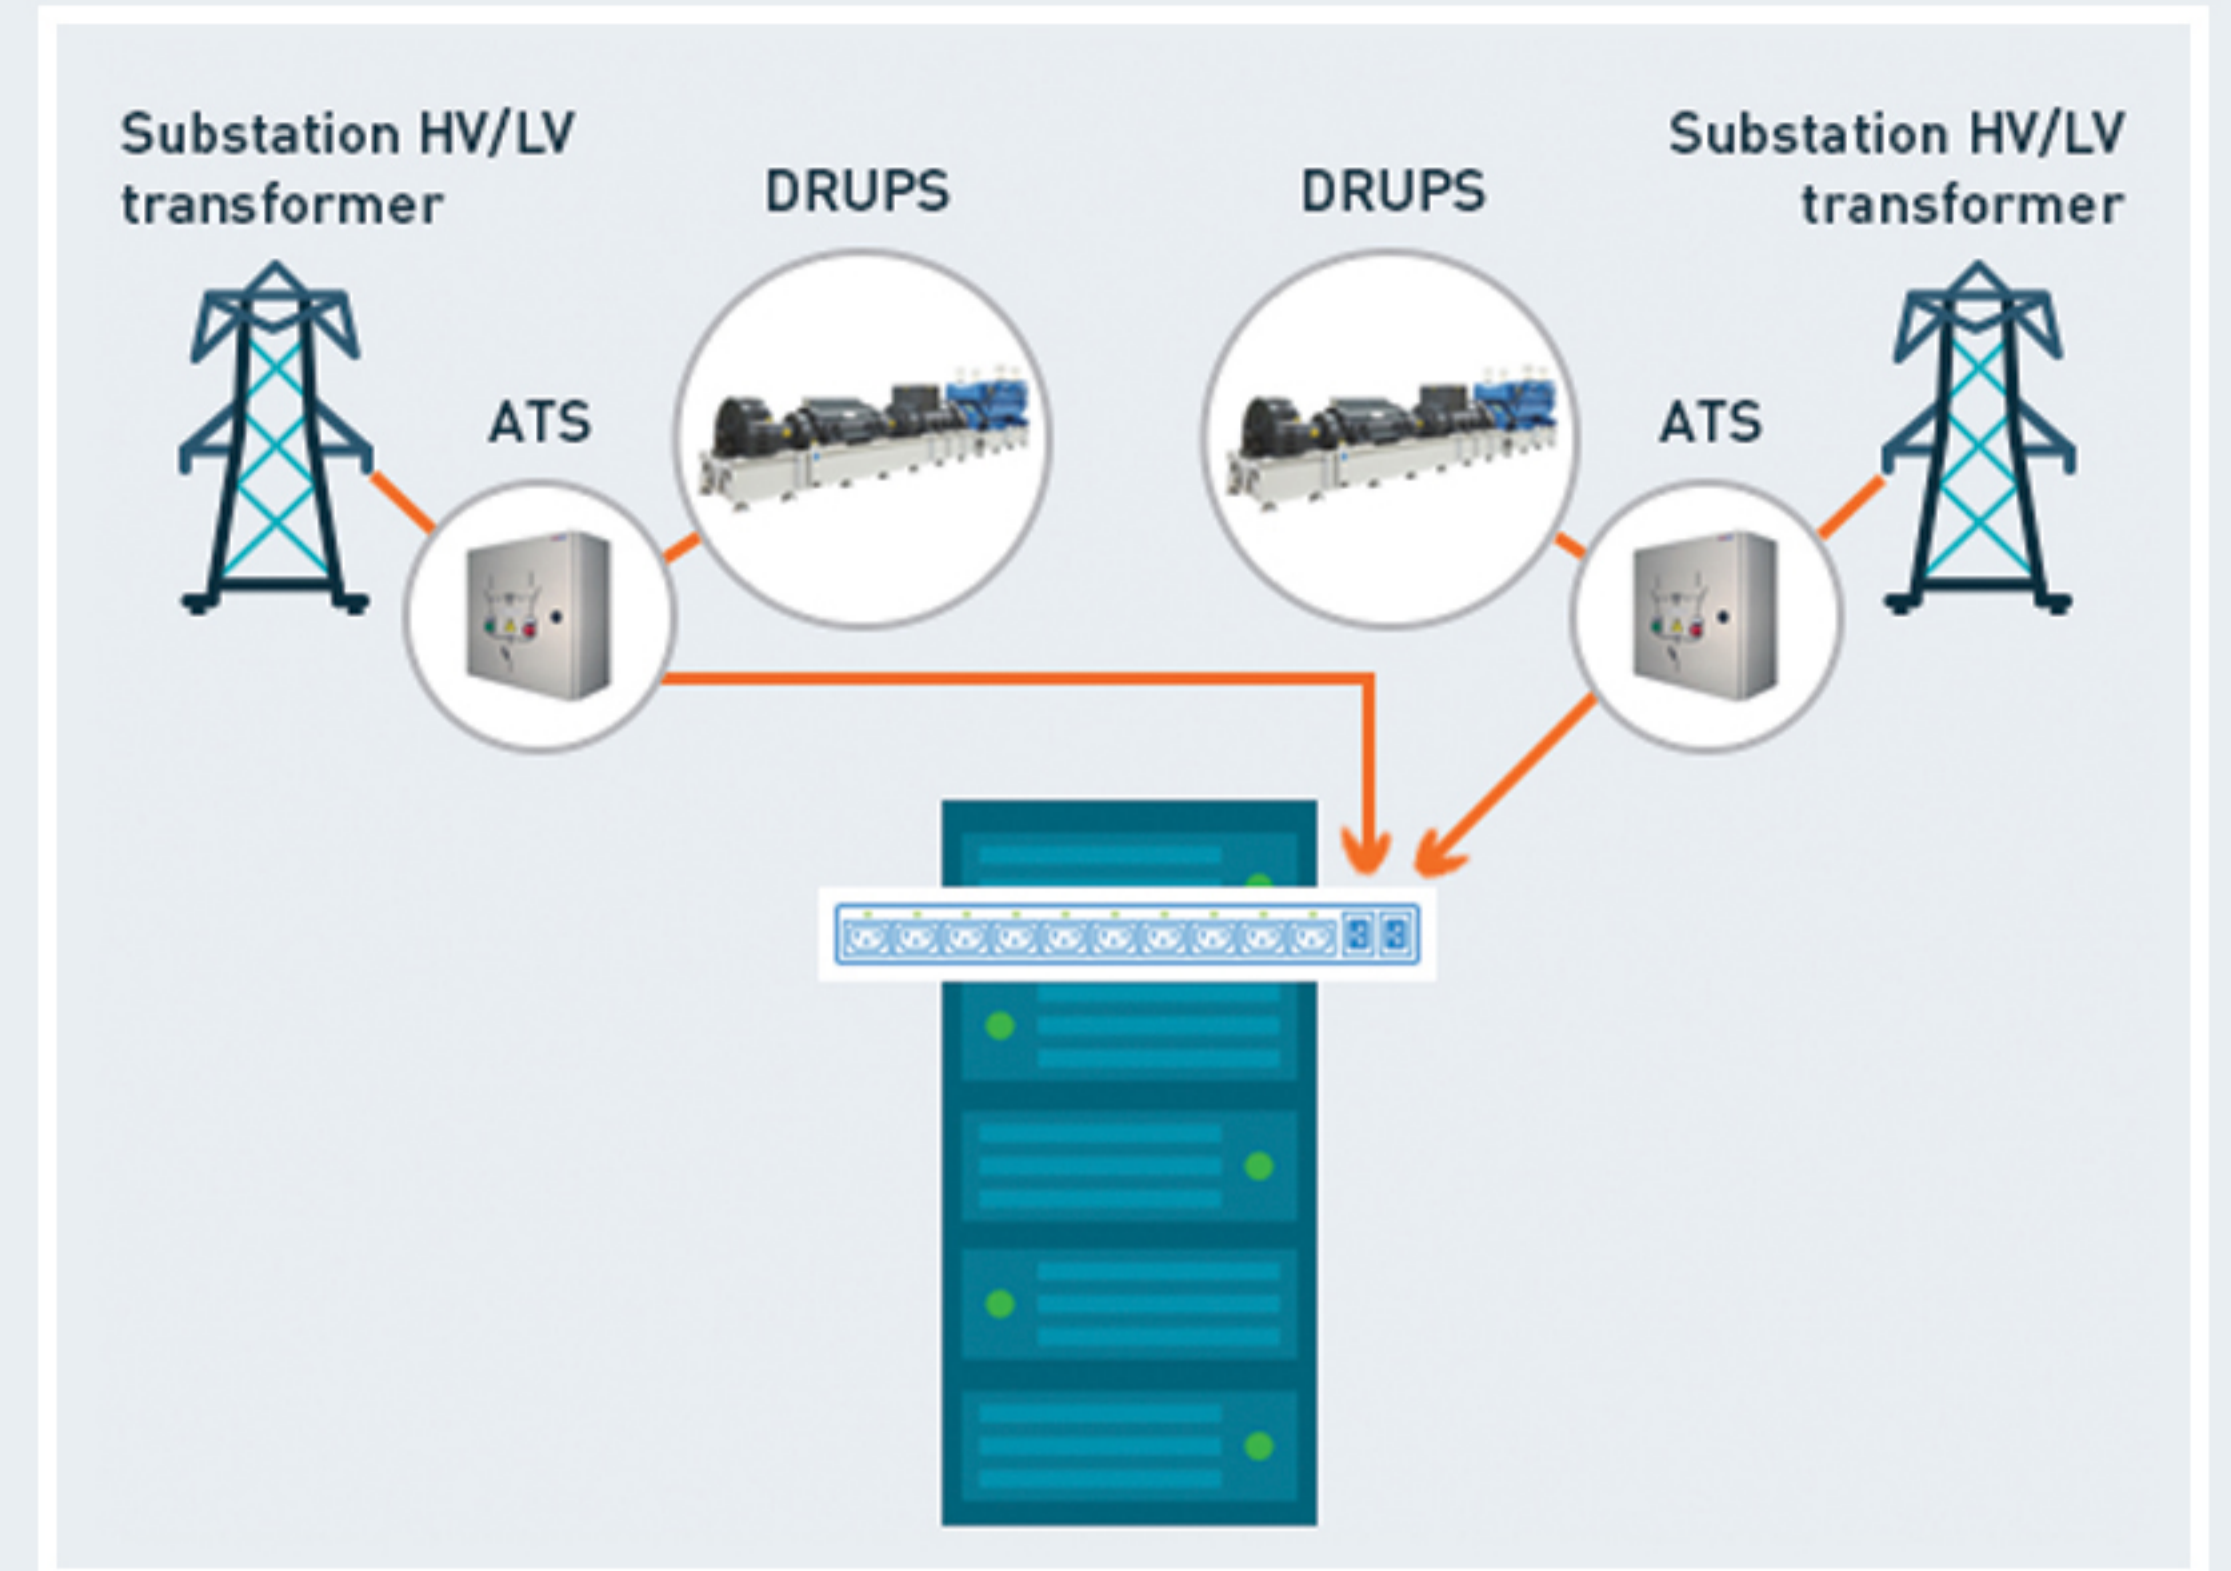 Substation HV/LV
transformer
DRUPS
DRUPS
Substation HV/LV
transformer
ATS
ATS